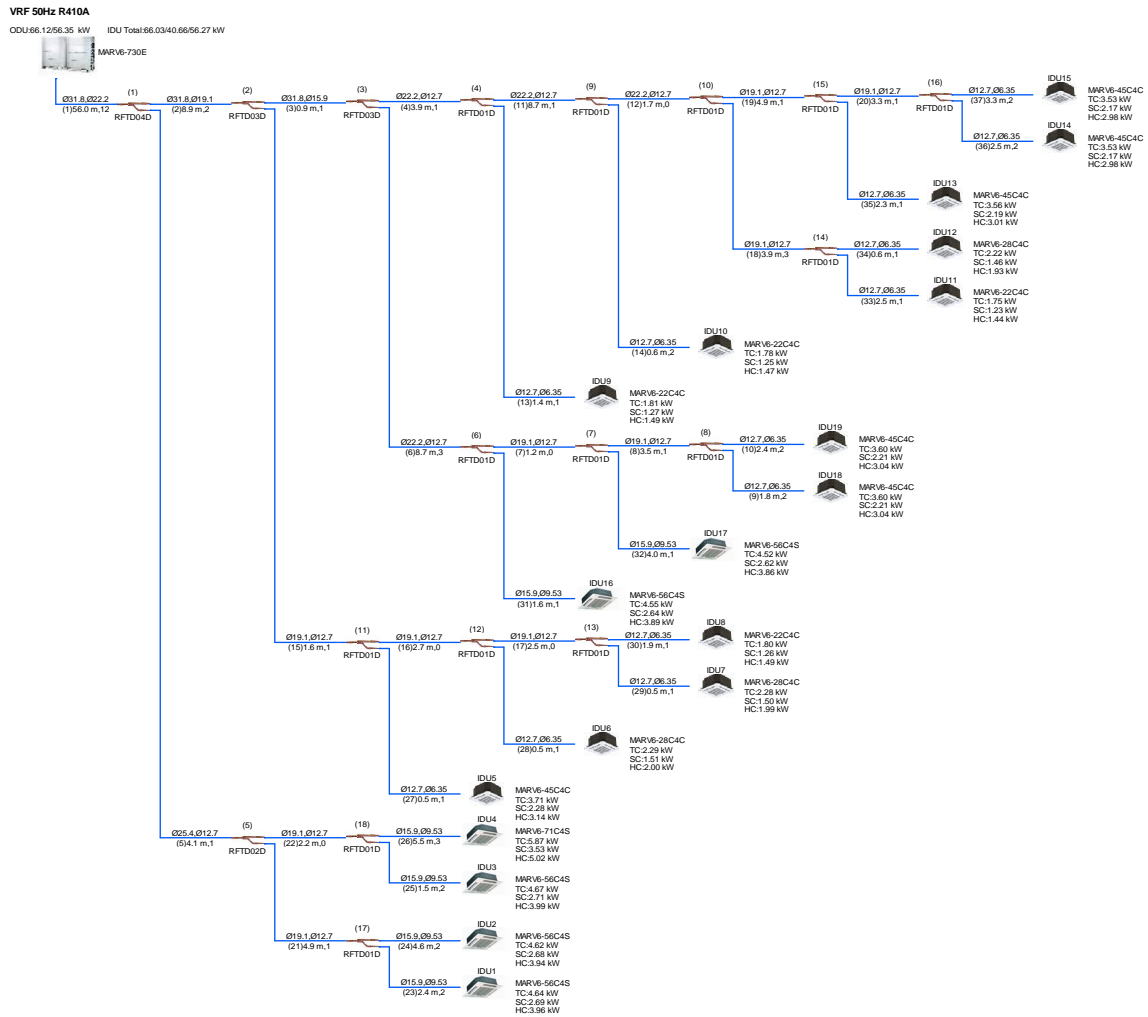 VRF 50Hz R410A
ODU:66.12/56.35 kW IDU Total:66.03/40.66/56.27 kW
MARV6-730E
Ø31.8,Ø22.2
(1)56.0 m,12
(1)
RFTD04D
Ø31.8,Ø19.1
(2)8.9 m,2
(2)
RFTD03D
Ø31.8,Ø15.9
(3)0.9 m,1
(3)
RFTD03D
Ø22.2,Ø12.7
(4)3.9 m,1
(4)
RFTD01D
Ø22.2,Ø12.7
(11)8.7 m,1
(9)
RFTD01D
Ø22.2,Ø12.7
(12)1.7 m,0
(10)
RFTD01D
Ø19.1,Ø12.7
(19)4.9 m,1
(15)
RFTD01D
Ø19.1,Ø12.7
(20)3.3 m,1
(16)
RFTD01D
Ø12.7,Ø6.35
(37)3.3 m,2
IDU15
MARV6-45C4C
TC:3.53 kW
SC:2.17 kW
HC:2.98 kW
Ø12.7,Ø6.35
(36)2.5 m,2
IDU14
MARV6-45C4C
TC:3.53 kW
SC:2.17 kW
HC:2.98 kW
Ø12.7,Ø6.35
(35)2.3 m,1
IDU13
MARV6-45C4C
TC:3.56 kW
SC:2.19 kW
HC:3.01 kW
Ø19.1,Ø12.7
(18)3.9 m,3
(14)
RFTD01D
Ø12.7,Ø6.35
(34)0.6 m,1
IDU12
MARV6-28C4C
TC:2.22 kW
SC:1.46 kW
HC:1.93 kW
Ø12.7,Ø6.35
(33)2.5 m,1
IDU11
MARV6-22C4C
TC:1.75 kW
SC:1.23 kW
HC:1.44 kW
Ø12.7,Ø6.35
(14)0.6 m,2
IDU10
MARV6-22C4C
TC:1.78 kW
SC:1.25 kW
HC:1.47 kW
Ø12.7,Ø6.35
(13)1.4 m,1
IDU9
MARV6-22C4C
TC:1.81 kW
SC:1.27 kW
HC:1.49 kW
Ø22.2,Ø12.7
(6)8.7 m,3
(6)
RFTD01D
Ø19.1,Ø12.7
(7)1.2 m,0
(7)
RFTD01D
Ø19.1,Ø12.7
(8)3.5 m,1
(8)
RFTD01D
Ø12.7,Ø6.35
(10)2.4 m,2
IDU19
MARV6-45C4C
TC:3.60 kW
SC:2.21 kW
HC:3.04 kW
Ø12.7,Ø6.35
(9)1.8 m,2
IDU18
MARV6-45C4C
TC:3.60 kW
SC:2.21 kW
HC:3.04 kW
Ø15.9,Ø9.53
(32)4.0 m,1
IDU17
MARV6-56C4S
TC:4.52 kW
SC:2.62 kW
HC:3.86 kW
Ø15.9,Ø9.53
(31)1.6 m,1
IDU16
MARV6-56C4S
TC:4.55 kW
SC:2.64 kW
HC:3.89 kW
Ø19.1,Ø12.7
(15)1.6 m,1
(11)
RFTD01D
Ø19.1,Ø12.7
(16)2.7 m,0
(12)
RFTD01D
Ø19.1,Ø12.7
(17)2.5 m,0
(13)
RFTD01D
Ø12.7,Ø6.35
(30)1.9 m,1
IDU8
MARV6-22C4C
TC:1.80 kW
SC:1.26 kW
HC:1.49 kW
Ø12.7,Ø6.35
(29)0.5 m,1
IDU7
MARV6-28C4C
TC:2.28 kW
SC:1.50 kW
HC:1.99 kW
Ø12.7,Ø6.35
(28)0.5 m,1
IDU6
MARV6-28C4C
TC:2.29 kW
SC:1.51 kW
HC:2.00 kW
Ø12.7,Ø6.35
(27)0.5 m,1
IDU5
MARV6-45C4C
TC:3.71 kW
SC:2.28 kW
HC:3.14 kW
Ø25.4,Ø12.7
(5)4.1 m,1
(5)
RFTD02D
Ø19.1,Ø12.7
(22)2.2 m,0
(18)
RFTD01D
Ø15.9,Ø9.53
(26)5.5 m,3
IDU4
MARV6-71C4S
TC:5.87 kW
SC:3.53 kW
HC:5.02 kW
Ø15.9,Ø9.53
(25)1.5 m,2
IDU3
MARV6-56C4S
TC:4.67 kW
SC:2.71 kW
HC:3.99 kW
Ø19.1,Ø12.7
(21)4.9 m,1
(17)
RFTD01D
Ø15.9,Ø9.53
(24)4.6 m,2
IDU2
MARV6-56C4S
TC:4.62 kW
SC:2.68 kW
HC:3.94 kW
Ø15.9,Ø9.53
(23)2.4 m,2
IDU1
MARV6-56C4S
TC:4.64 kW
SC:2.69 kW
HC:3.96 kW